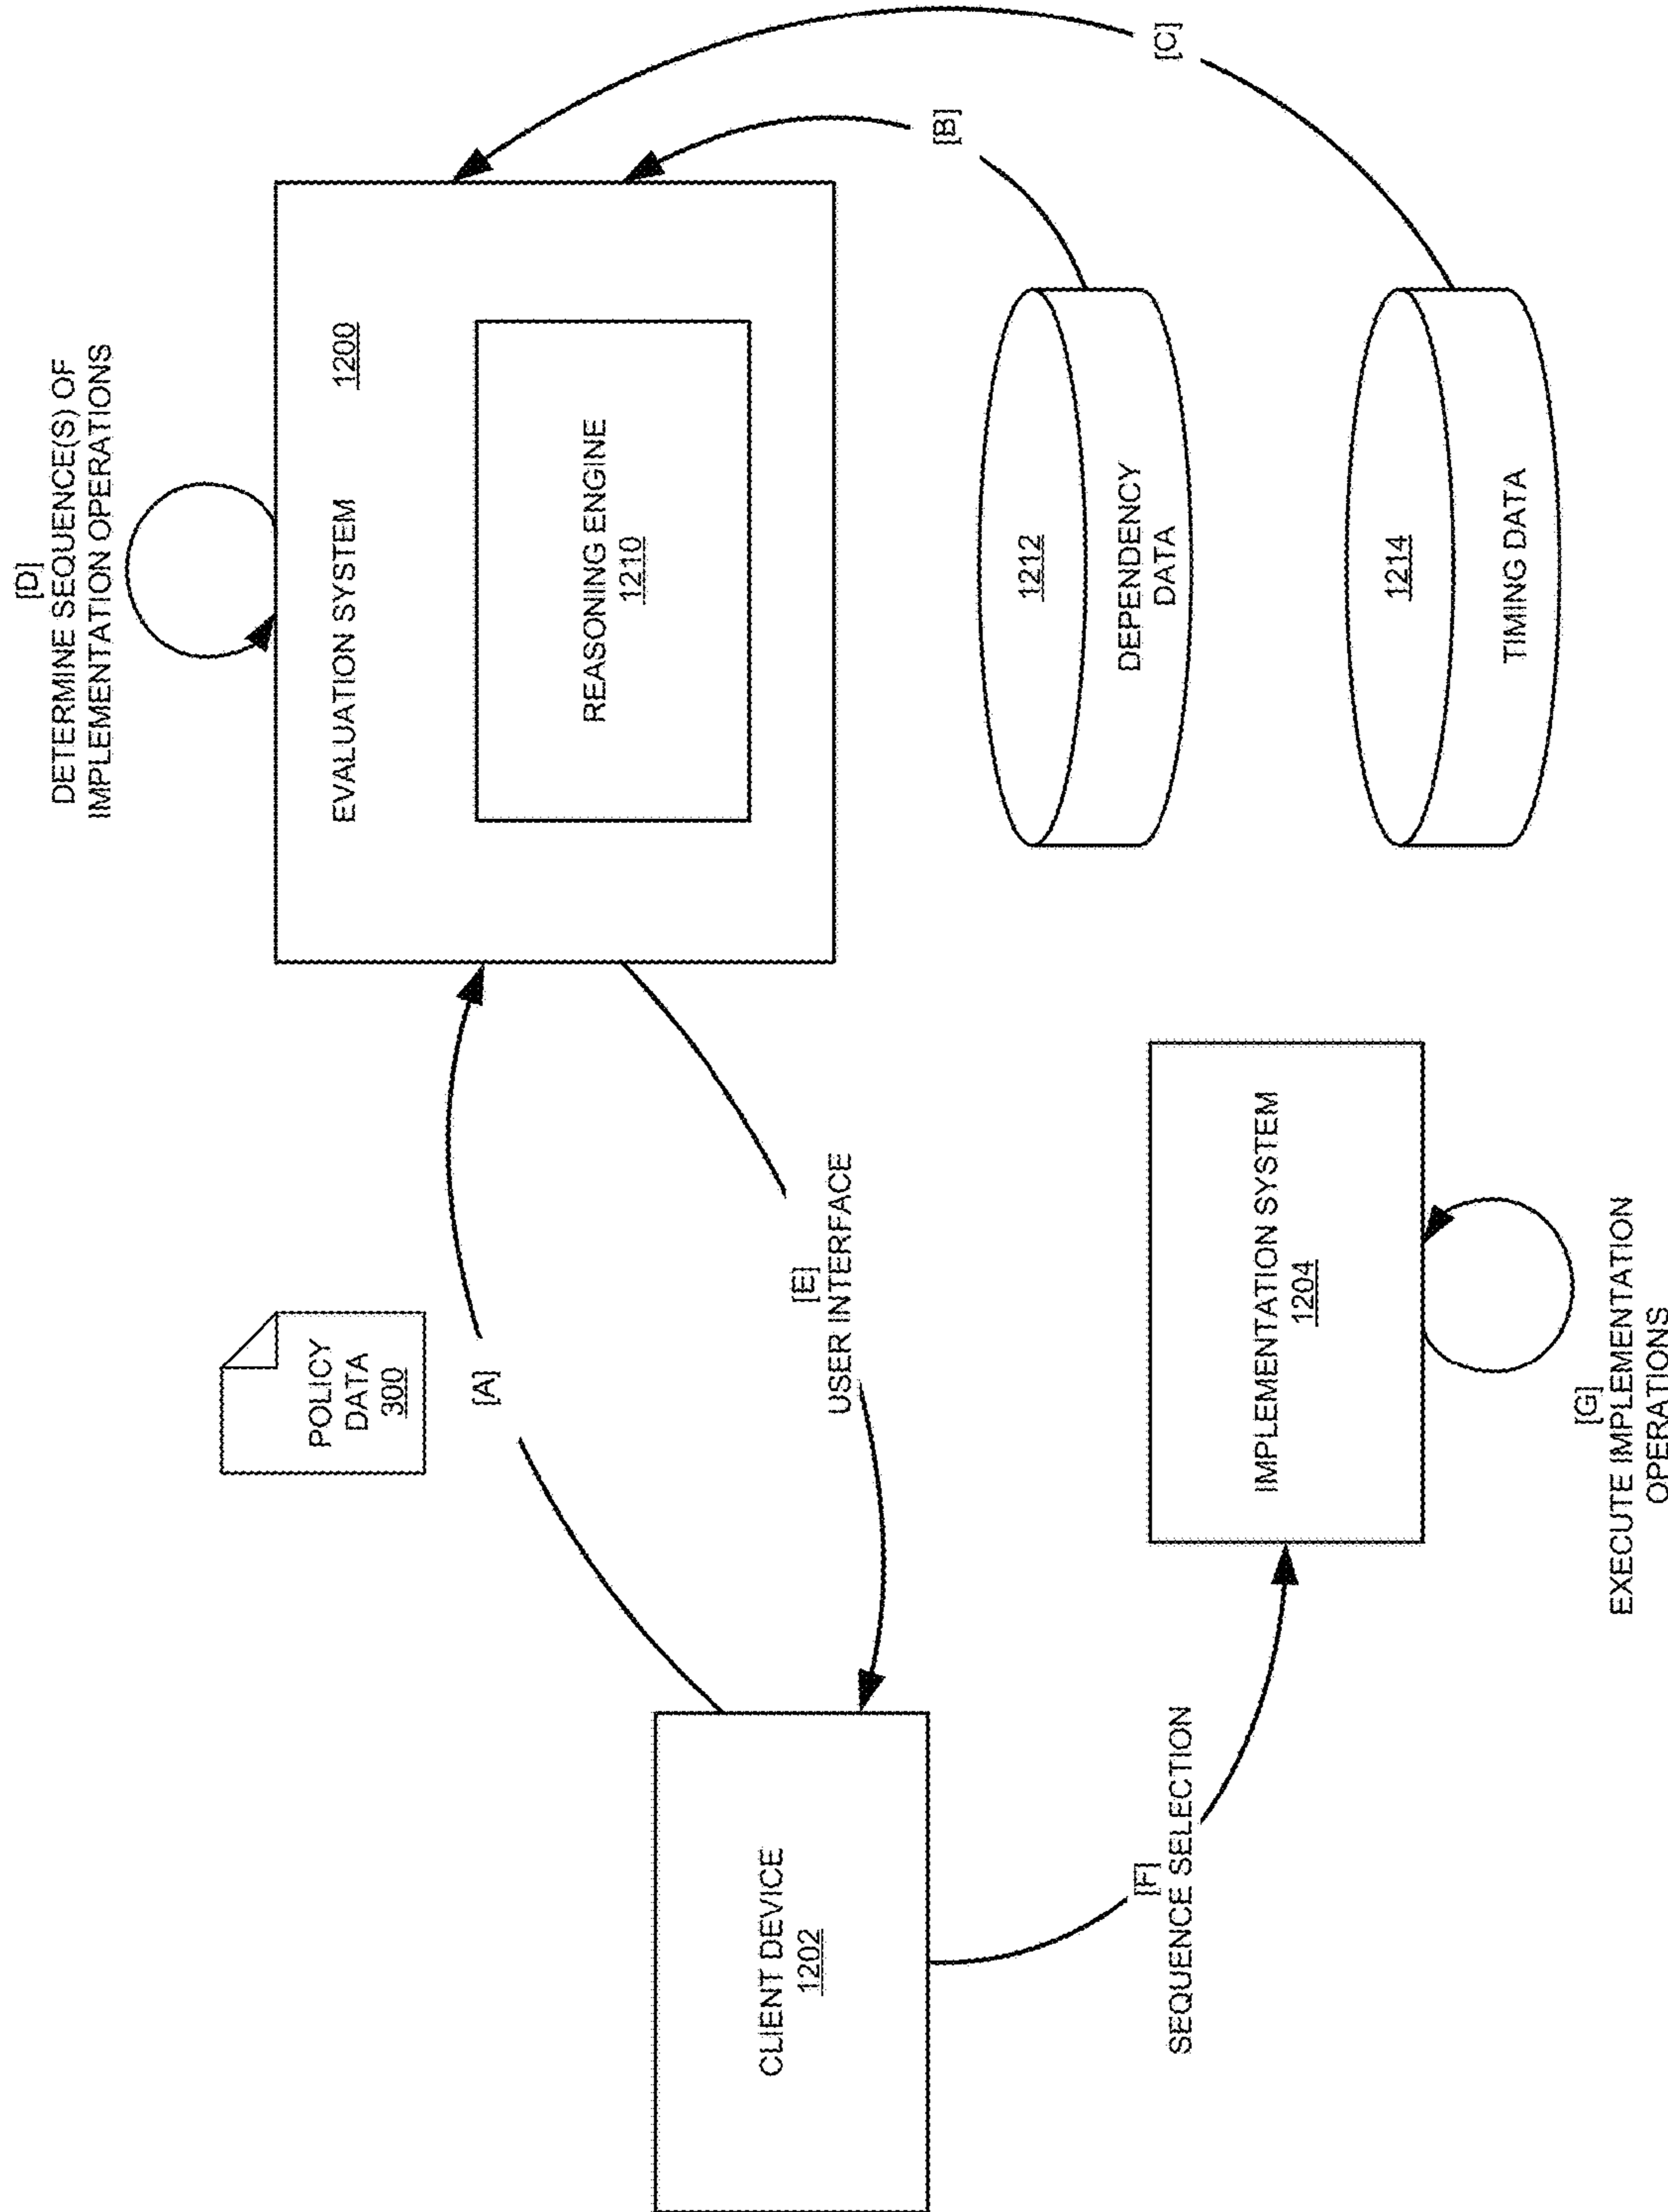 [D]
DETERMINE SEQUENCE(S) OF
IMPLEMENTATION OPERATIONS
POLICY
DATA
300
[A]
EVALUATION SYSTEM 1200
REASONING ENGINE
1210
[B]
[C]
CLIENT DEVICE
1202
[E]
USER INTERFACE
1212
DEPENDENCY
DATA
[F]
SEQUENCE SELECTION
IMPLEMENTATION SYSTEM
1204
1214
TIMING DATA
[G]
EXECUTE IMPLEMENTATION
OPERATIONS